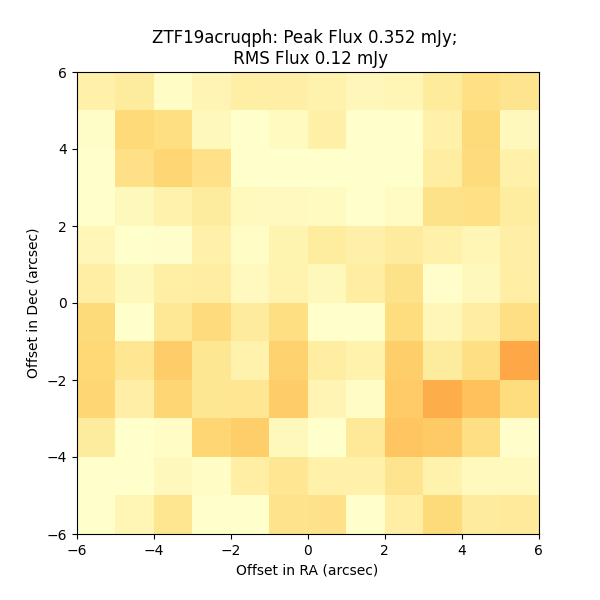 ZTF19acruqph: Peak Flux 0.352 mJy;
RMS Flux 0.12 mJy
6
4
2
0
−2
−4
−6
Offset in Dec (arcsec)
−6 −4 −2 0 2 4 6
Offset in RA (arcsec)